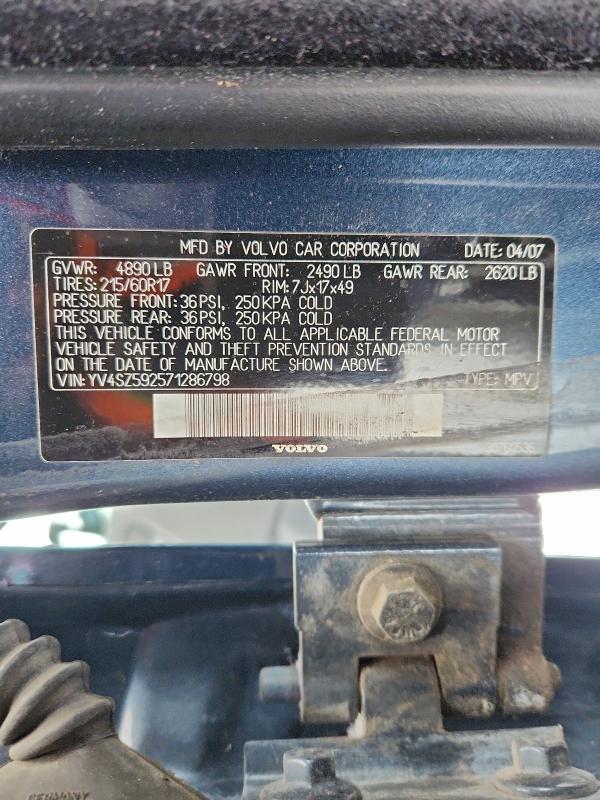 MFD BY VOLVO CAR CORPORATION DATE: 04/07
GVWR: 4890 LB GAWR FRONT: 2490 LB GAWR REAR: 2620 LB
TIRES: 215/60R17 RIM: 7Jx17x49
PRESSURE FRONT: 36 PSI, 250 KPA COLD
PRESSURE REAR: 36 PSI, 250 KPA COLD
THIS VEHICLE CONFORMS TO ALL APPLICABLE FEDERAL MOTOR
VEHICLE SAFETY AND THEFT PREVENTION STANDARDS IN EFFECT
ON THE DATE OF MANUFACTURE SHOWN ABOVE.
VIN: YV4SZ592571286798 TYPE: MPV
VOLVO
GERMANY